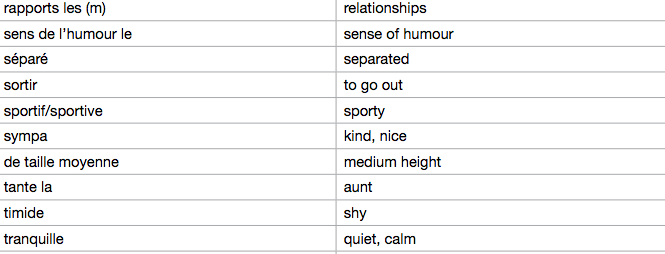 rapports les (m) relationships
sens de l'humour le sense of humour
séparé separated
sortir to go out
sportif/sportive sporty
sympa kind, nice
de taille moyenne medium height
tante la aunt
timide shy
tranquille quiet, calm